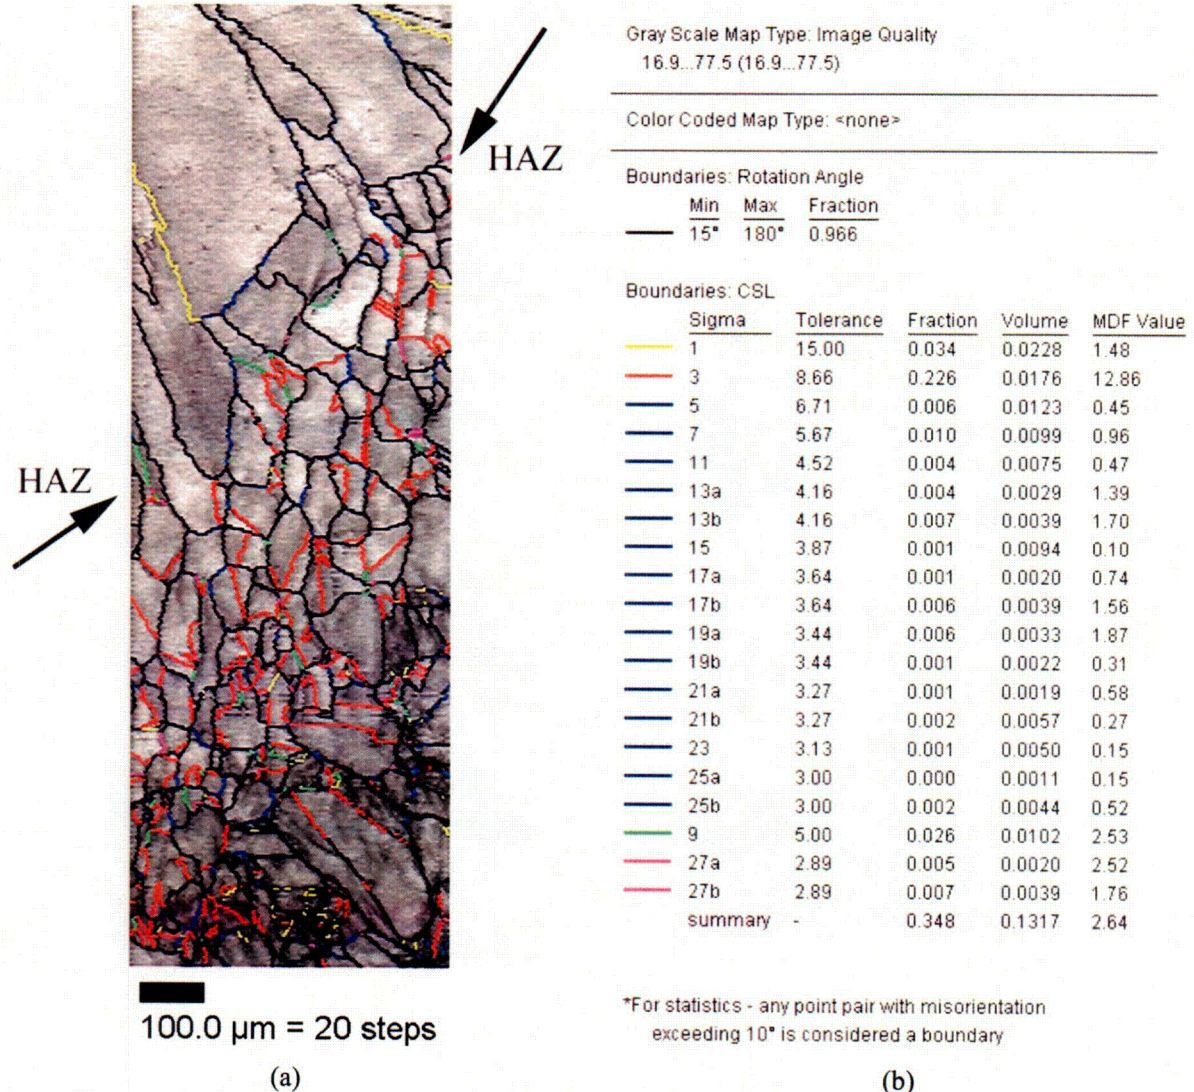 HAZ
HAZ
100.0 µm = 20 steps
(a)
Gray Scale Map Type: Image Quality
16.9...77.5 (16.9...77.5)
Color Coded Map Type: <none>
Boundaries: Rotation Angle
Min Max Fraction
15° 180° 0.966
Boundaries: CSL
Sigma Tolerance Fraction Volume MDF Value
1 15.00 0.034 0.0228 1.48
3 8.66 0.226 0.0176 12.86
5 6.71 0.006 0.0123 0.45
7 5.67 0.010 0.0099 0.96
11 4.52 0.004 0.0075 0.47
13a 4.16 0.004 0.0029 1.39
13b 4.16 0.007 0.0039 1.70
15 3.87 0.001 0.0094 0.10
17a 3.64 0.001 0.0020 0.74
17b 3.64 0.006 0.0039 1.56
19a 3.44 0.006 0.0033 1.87
19b 3.44 0.001 0.0022 0.31
21a 3.27 0.001 0.0019 0.58
21b 3.27 0.002 0.0057 0.27
23 3.13 0.001 0.0050 0.15
25a 3.00 0.000 0.0011 0.15
25b 3.00 0.002 0.0044 0.52
9 5.00 0.026 0.0102 2.53
27a 2.89 0.005 0.0020 2.52
27b 2.89 0.007 0.0039 1.76
summary - 0.348 0.1317 2.64
*For statistics - any point pair with misorientation
exceeding 10° is considered a boundary
(b)